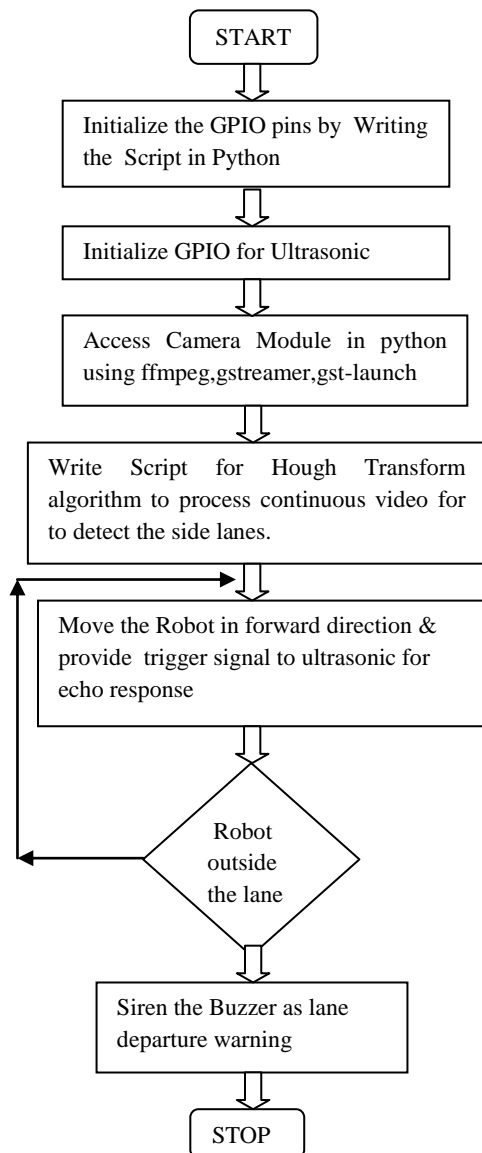 START
Initialize the GPIO pins by Writing
the Script in Python
Initialize GPIO for Ultrasonic
Access Camera Module in python
using ffmpeg,gstreamer,gst-launch
Write Script for Hough Transform
algorithm to process continuous video for
to detect the side lanes.
Move the Robot in forward direction &
provide trigger signal to ultrasonic for
echo response
Robot
outside
the lane
Siren the Buzzer as lane
departure warning
STOP